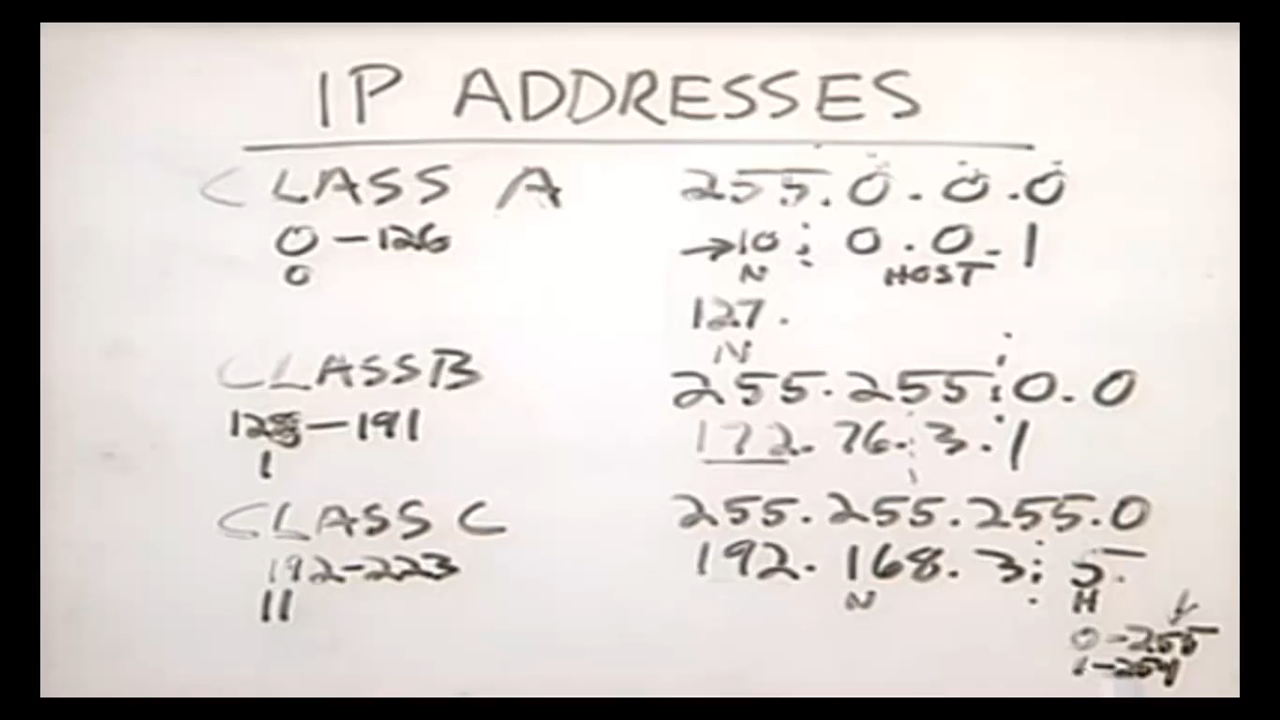 IP ADDRESSES
CLASS A 255.0.0.0
0-126 →10.0.0.1
0 N HOST
127.
N
CLASS B 255.255.0.0
128-191 172.76.3.1
1
CLASS C 255.255.255.0
192-223 192.168.3.5
11 N H
0-255
1-254